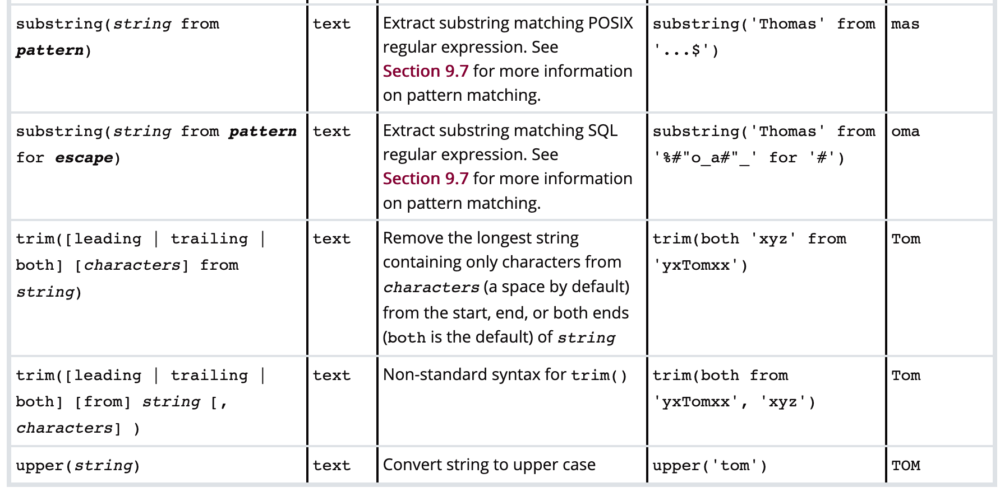 substring(string from
pattern)
text
Extract substring matching POSIX
regular expression. See
Section 9.7 for more information
on pattern matching.
substring('Thomas' from
'...$')
mas
substring(string from pattern
for escape)
text
Extract substring matching SQL
regular expression. See
Section 9.7 for more information
on pattern matching.
substring('Thomas' from
'%#"o_a#"_' for '#')
oma
trim([leading | trailing |
both] [characters] from
string)
text
Remove the longest string
containing only characters from
characters (a space by default)
from the start, end, or both ends
(both is the default) of string
trim(both 'xyz' from
'yxTomxx')
Tom
trim([leading | trailing |
both] [from] string [,
characters] )
text
Non-standard syntax for trim()
trim(both from
'yxTomxx', 'xyz')
Tom
upper(string)
text
Convert string to upper case
upper('tom')
TOM